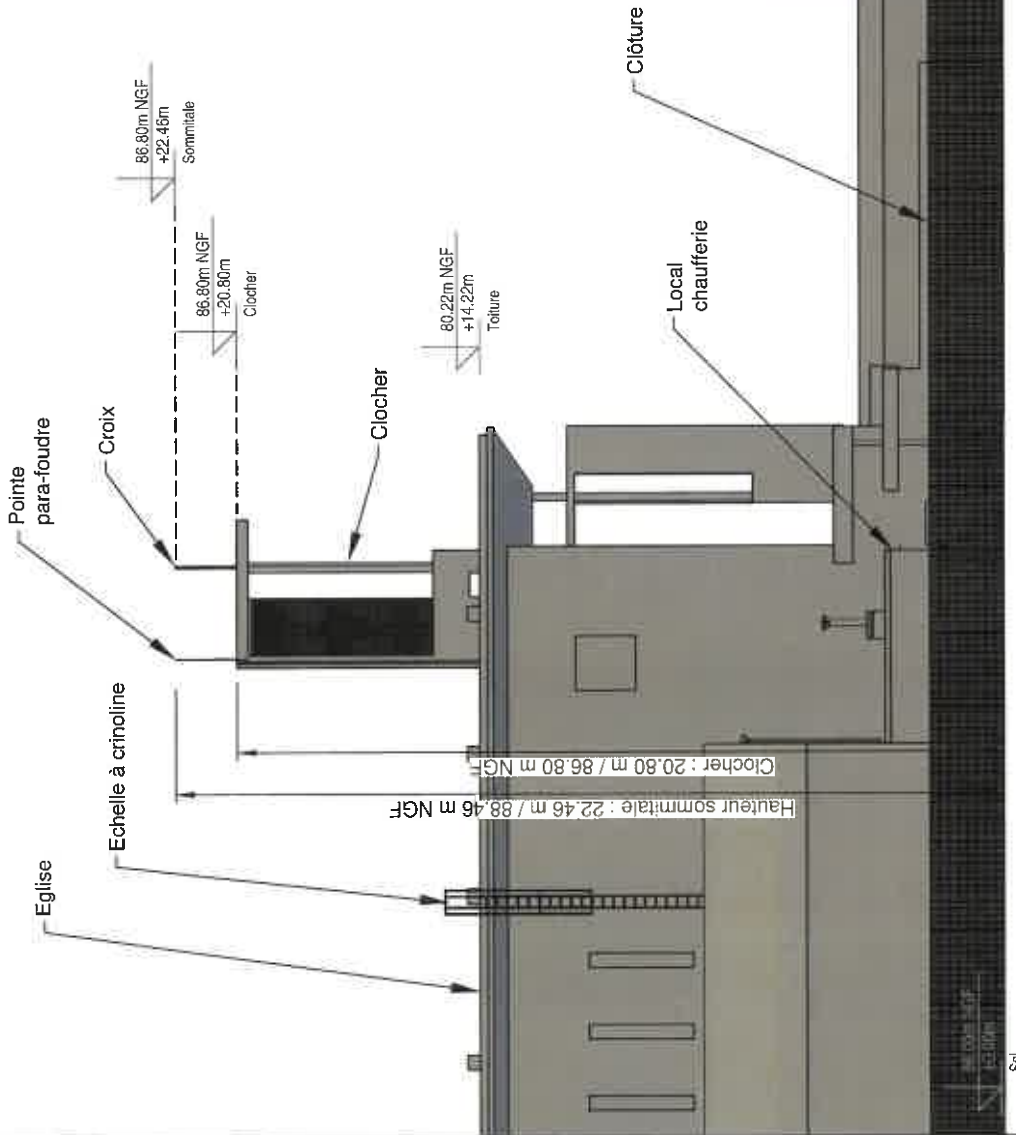 Pointe
para-foudre
Croix
86.80m NGF
+22.46m
Sommitale
86.80m NGF
+20.80m
Clocher
Eglise
Echelle à crinoline
Clocher
80.22m NGF
+14.22m
Toiture
Clôture
Local
chaufferie
Clocher : 20.80 m / 86.80 m NGF
Hauteur sommitale : 22.46 m / 88.46 m NGF
Sol